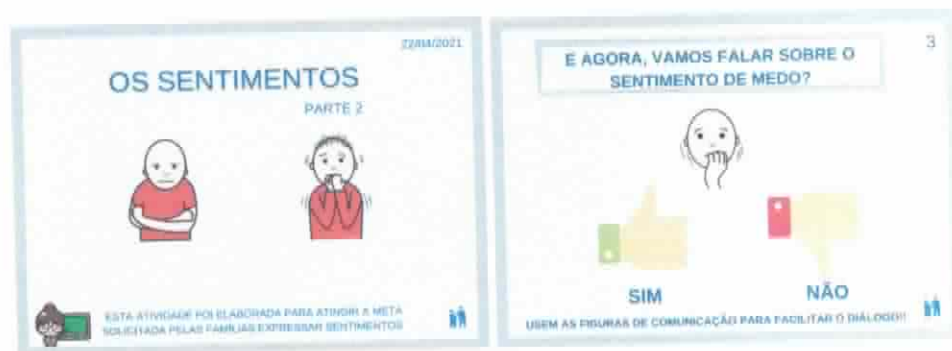 22/04/2021
OS SENTIMENTOS
PARTE 2
ESTA ATIVIDADE FOI ELABORADA PARA ATINGIR A META
SOLICITADA PELAS FAMÍLIAS EXPRESSAR SENTIMENTOS
3
E AGORA, VAMOS FALAR SOBRE O
SENTIMENTO DE MEDO?
SIM
NÃO
USEM AS FIGURAS DE COMUNICAÇÃO PARA FACILITAR O DIÁLOGO!!